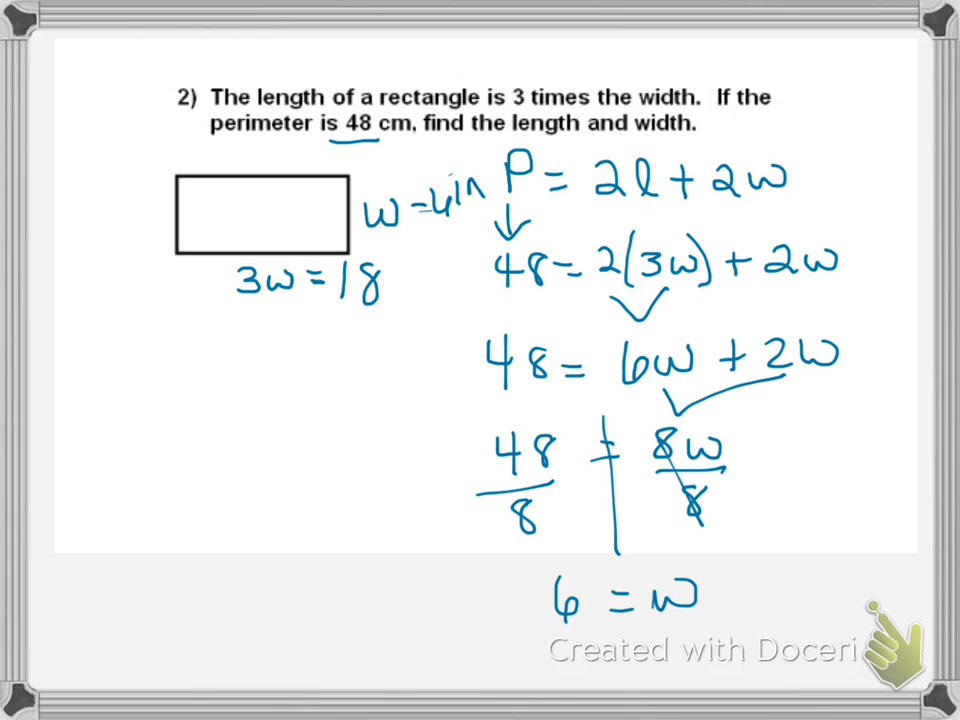 2) The length of a rectangle is 3 times the width. If the
perimeter is 48 cm, find the length and width.
w = 6 in
3w = 18
P = 2l + 2w
48 = 2(3w) + 2w
48 = 6w + 2w
48 = 8w
8 8
6 = w
Created with Doceri